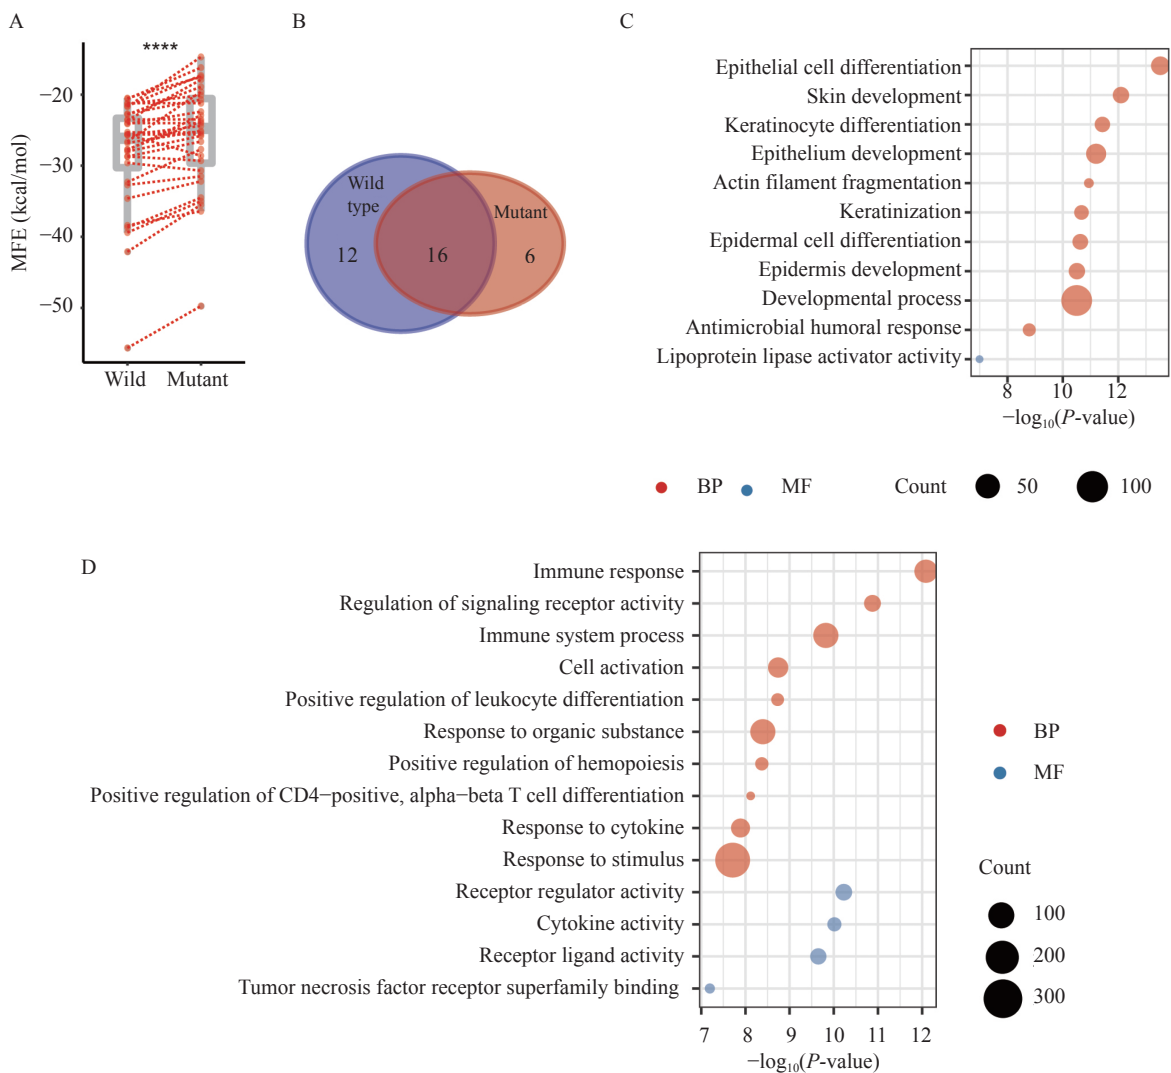 A
****
MFE (kcal/mol)
−20
−30
−40
−50
Wild
Mutant
B
Wild
type
Mutant
12
16
6
C
Epithelial cell differentiation
Skin development
Keratinocyte differentiation
Epithelium development
Actin filament fragmentation
Keratinization
Epidermal cell differentiation
Epidermis development
Developmental process
Antimicrobial humoral response
Lipoprotein lipase activator activity
8 10 12
−log₁₀(P-value)
BP MF Count 50 100
D
Immune response
Regulation of signaling receptor activity
Immune system process
Cell activation
Positive regulation of leukocyte differentiation
Response to organic substance
Positive regulation of hemopoiesis
Positive regulation of CD4−positive, alpha−beta T cell differentiation
Response to cytokine
Response to stimulus
Receptor regulator activity
Cytokine activity
Receptor ligand activity
Tumor necrosis factor receptor superfamily binding
7 8 9 10 11 12
−log₁₀(P-value)
BP
MF
Count
100
200
300